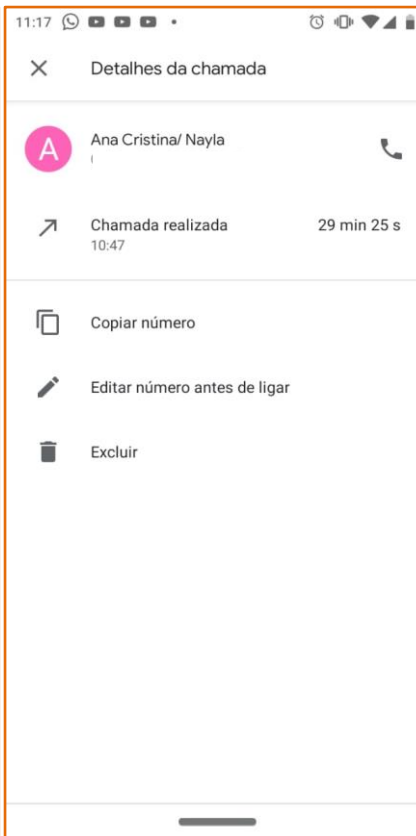 11:17
Detalhes da chamada
A
Ana Cristina/ Nayla
Chamada realizada 29 min 25 s
10:47
Copiar número
Editar número antes de ligar
Excluir